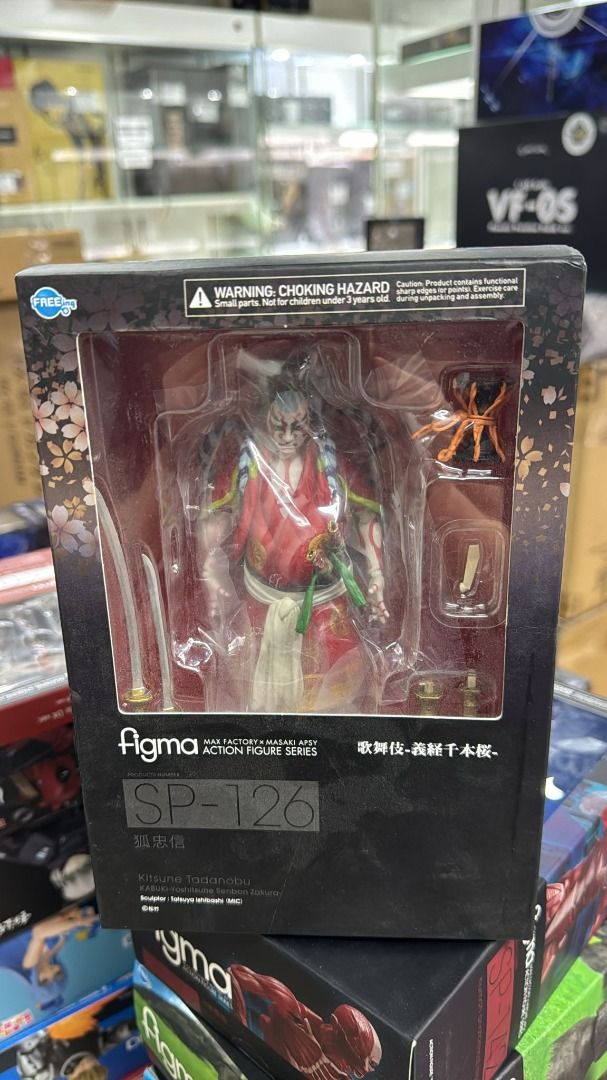 VF-0S
FREEing
WARNING: CHOKING HAZARD
Small parts. Not for children under 3 years old.
Caution: Product contains functional
sharp edges (or points). Exercise care
during unpacking and assembly.
figma
MAX FACTORY × MASAKI APSY
ACTION FIGURE SERIES
歌舞伎-義経千本桜-
PRODUCTS NUMBER
SP-126
狐忠信
Kitsune Tadanobu
KABUKI-Yoshitsune Senbon Zakura-
Sculptor : Tatsuya Ishibashi (MIC)
figma
figma